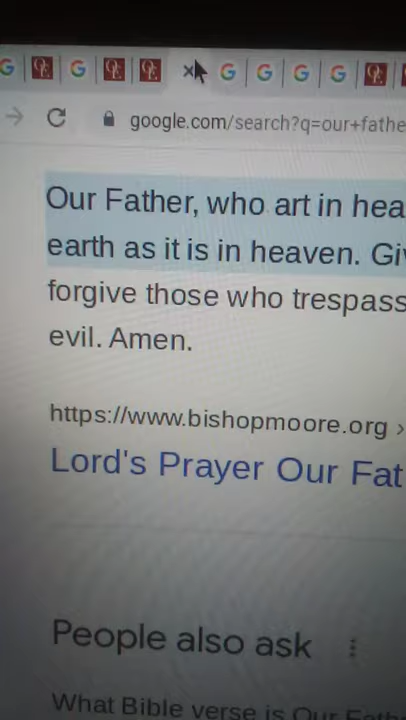 google.com/search?q=our+fathe
Our Father, who art in hea
earth as it is in heaven. Giv
forgive those who trespass
evil. Amen.
https://www.bishopmoore.org ›
Lord's Prayer Our Fat
People also ask
What Bible verse is Our Fathe